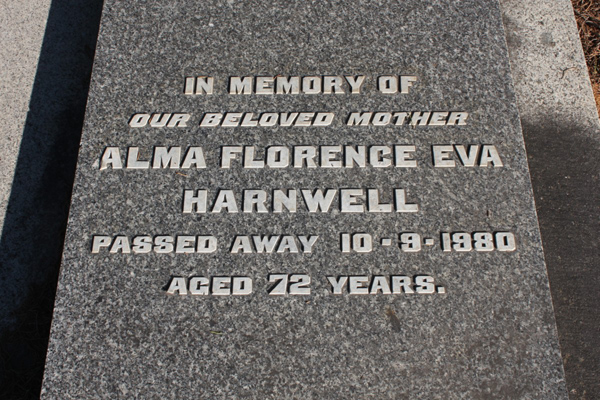 IN MEMORY OF
OUR BELOVED MOTHER
ALMA FLORENCE EVA
HARNWELL
PASSED AWAY 10-9-1980
AGED 72 YEARS.